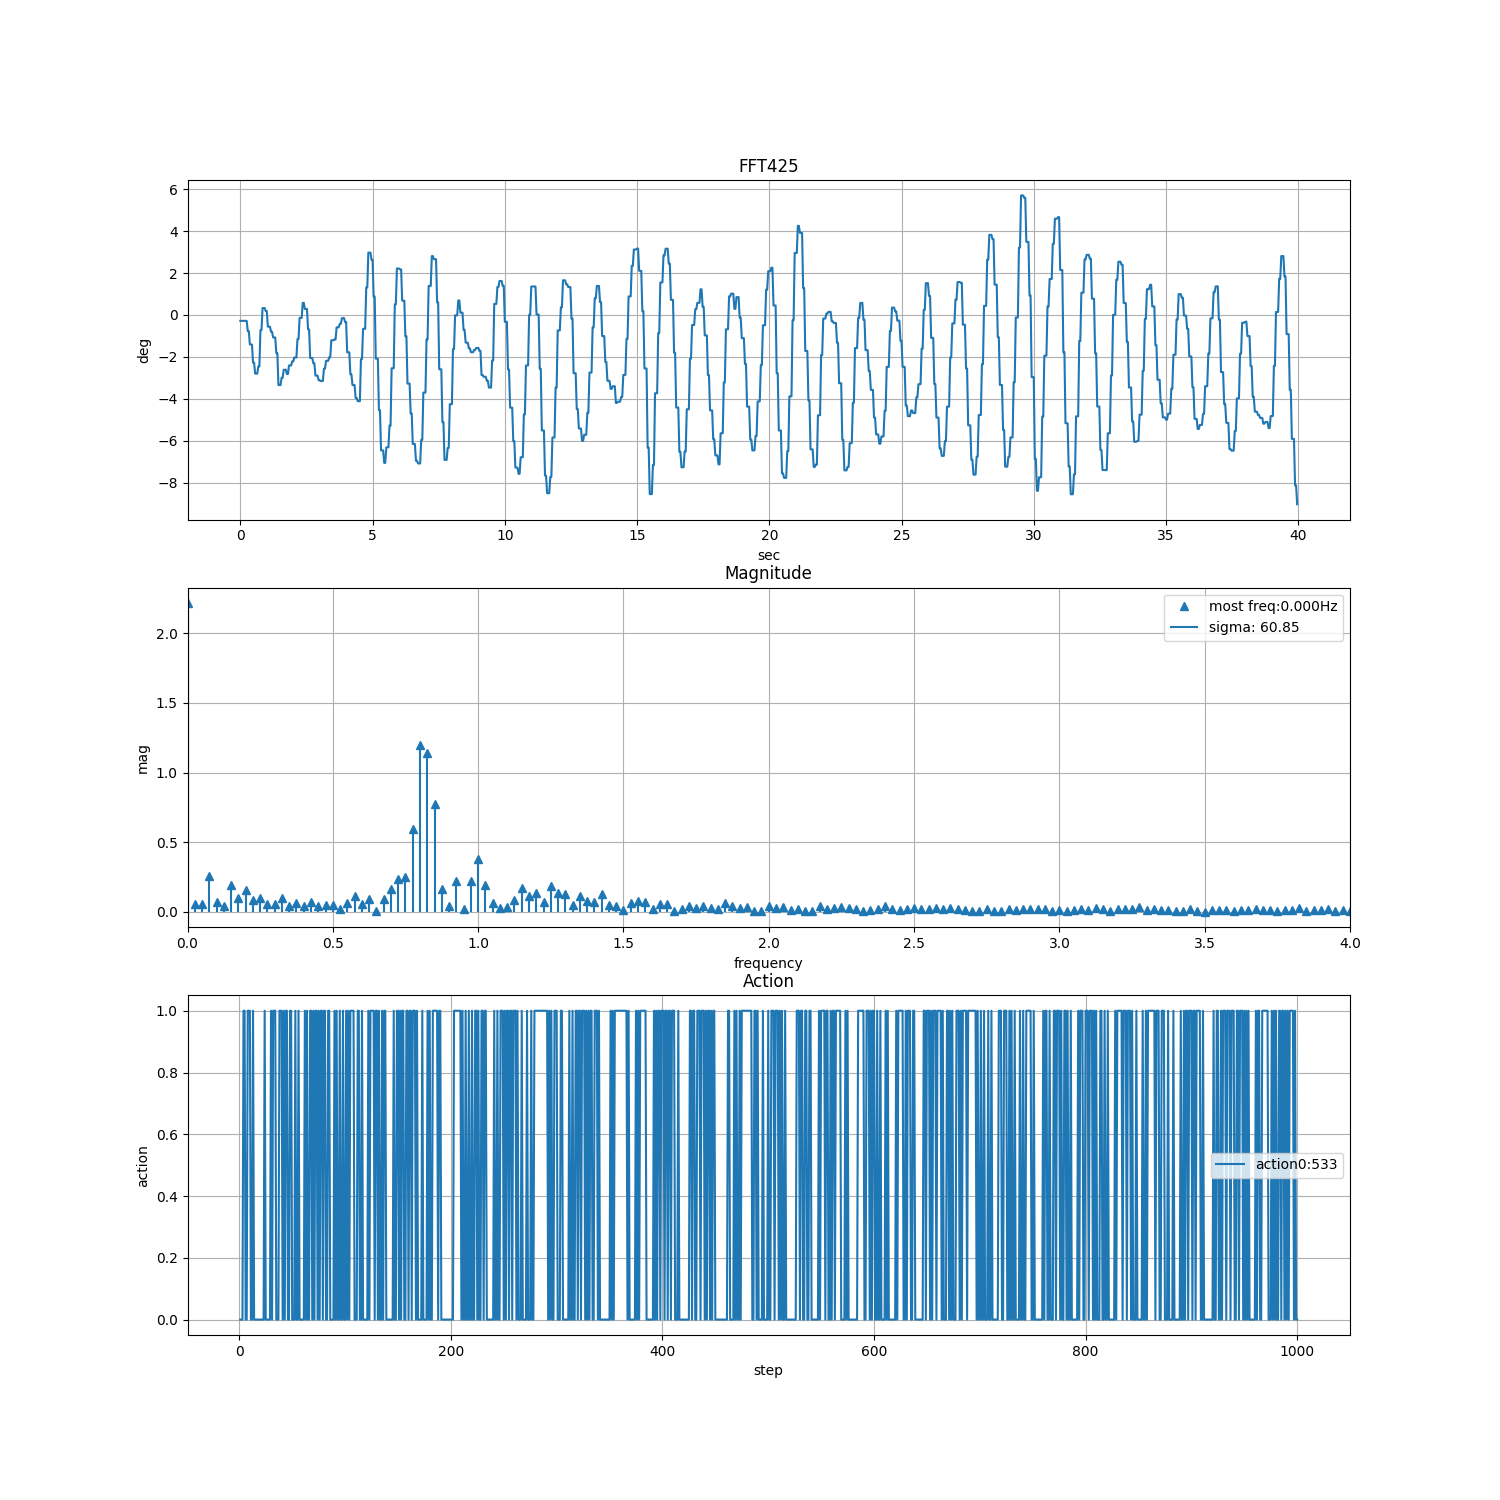 FFT425
6
4
2
0
−2
−4
−6
−8
deg
0 5 10 15 20 25 30 35 40
sec
Magnitude
most freq:0.000Hz
sigma: 60.85
2.0
1.5
1.0
0.5
0.0
mag
0.0 0.5 1.0 1.5 2.0 2.5 3.0 3.5 4.0
frequency
Action
1.0
0.8
0.6
0.4
0.2
0.0
action
action0:533
0 200 400 600 800 1000
step